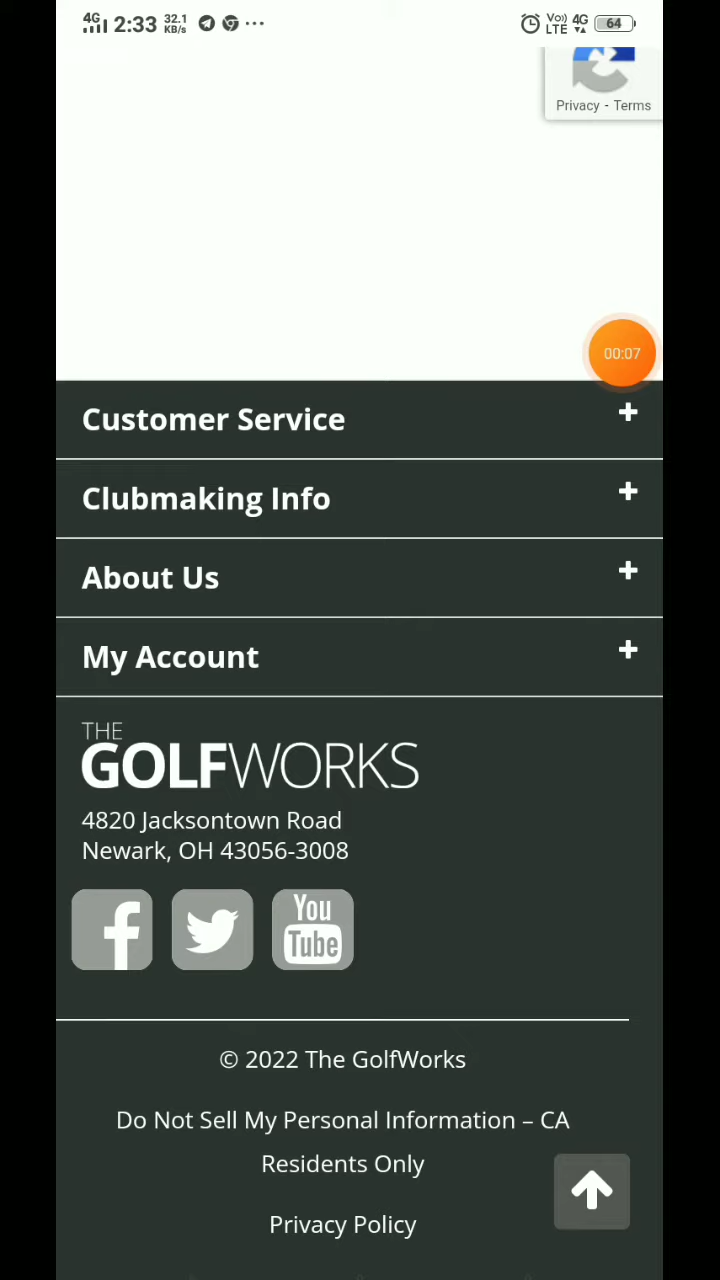 4G 2:33 32.1 KB/s ··· Vo) LTE 4G 64
Privacy - Terms
00:07
Customer Service +
Clubmaking Info +
About Us +
My Account +
THE
GOLFWORKS
4820 Jacksontown Road
Newark, OH 43056-3008
f You Tube
© 2022 The GolfWorks
Do Not Sell My Personal Information – CA
Residents Only
Privacy Policy